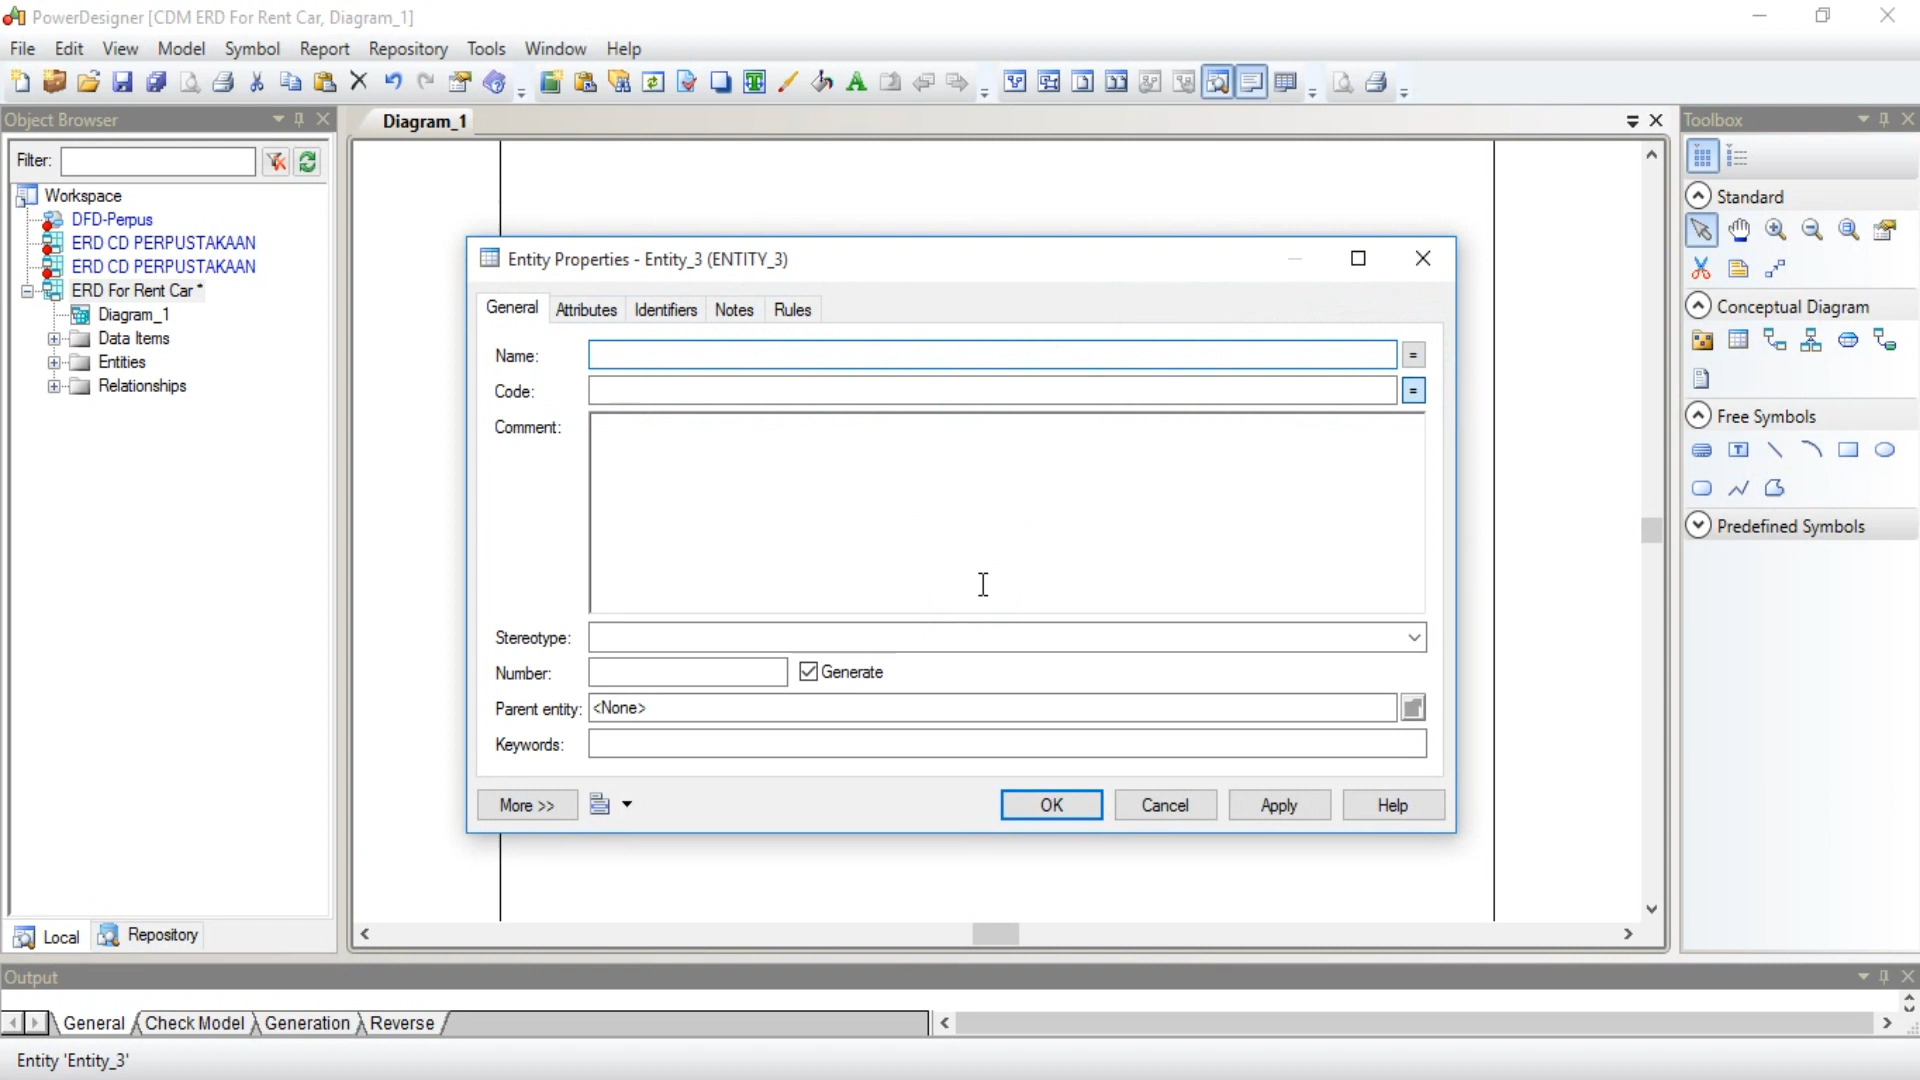 PowerDesigner [CDM ERD For Rent Car, Diagram_1]
File Edit View Model Symbol Report Repository Tools Window Help
Object Browser
Diagram_1
Toolbox
Filter:
Workspace
DFD-Perpus
ERD CD PERPUSTAKAAN
ERD CD PERPUSTAKAAN
ERD For Rent Car *
Diagram_1
Data Items
Entities
Relationships
Local Repository
Entity Properties - Entity_3 (ENTITY_3)
General Attributes Identifiers Notes Rules
Name: =
Code: =
Comment:
Stereotype:
Number: Generate
Parent entity: <None>
Keywords:
More >> OK Cancel Apply Help
Standard
Conceptual Diagram
Free Symbols
Predefined Symbols
Output
General Check Model Generation Reverse
Entity 'Entity_3'